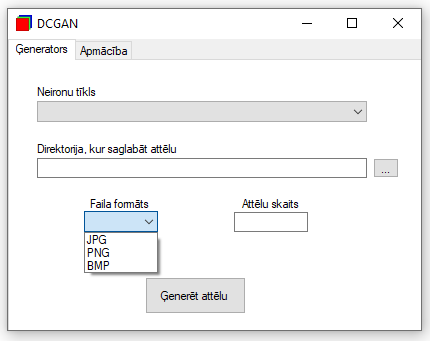 DCGAN
Ģenerators Apmācība
Neironu tīkls
Direktorija, kur saglabāt attēlu
...
Faila formāts Attēlu skaits
JPG
PNG
BMP
Ģenerēt attēlu